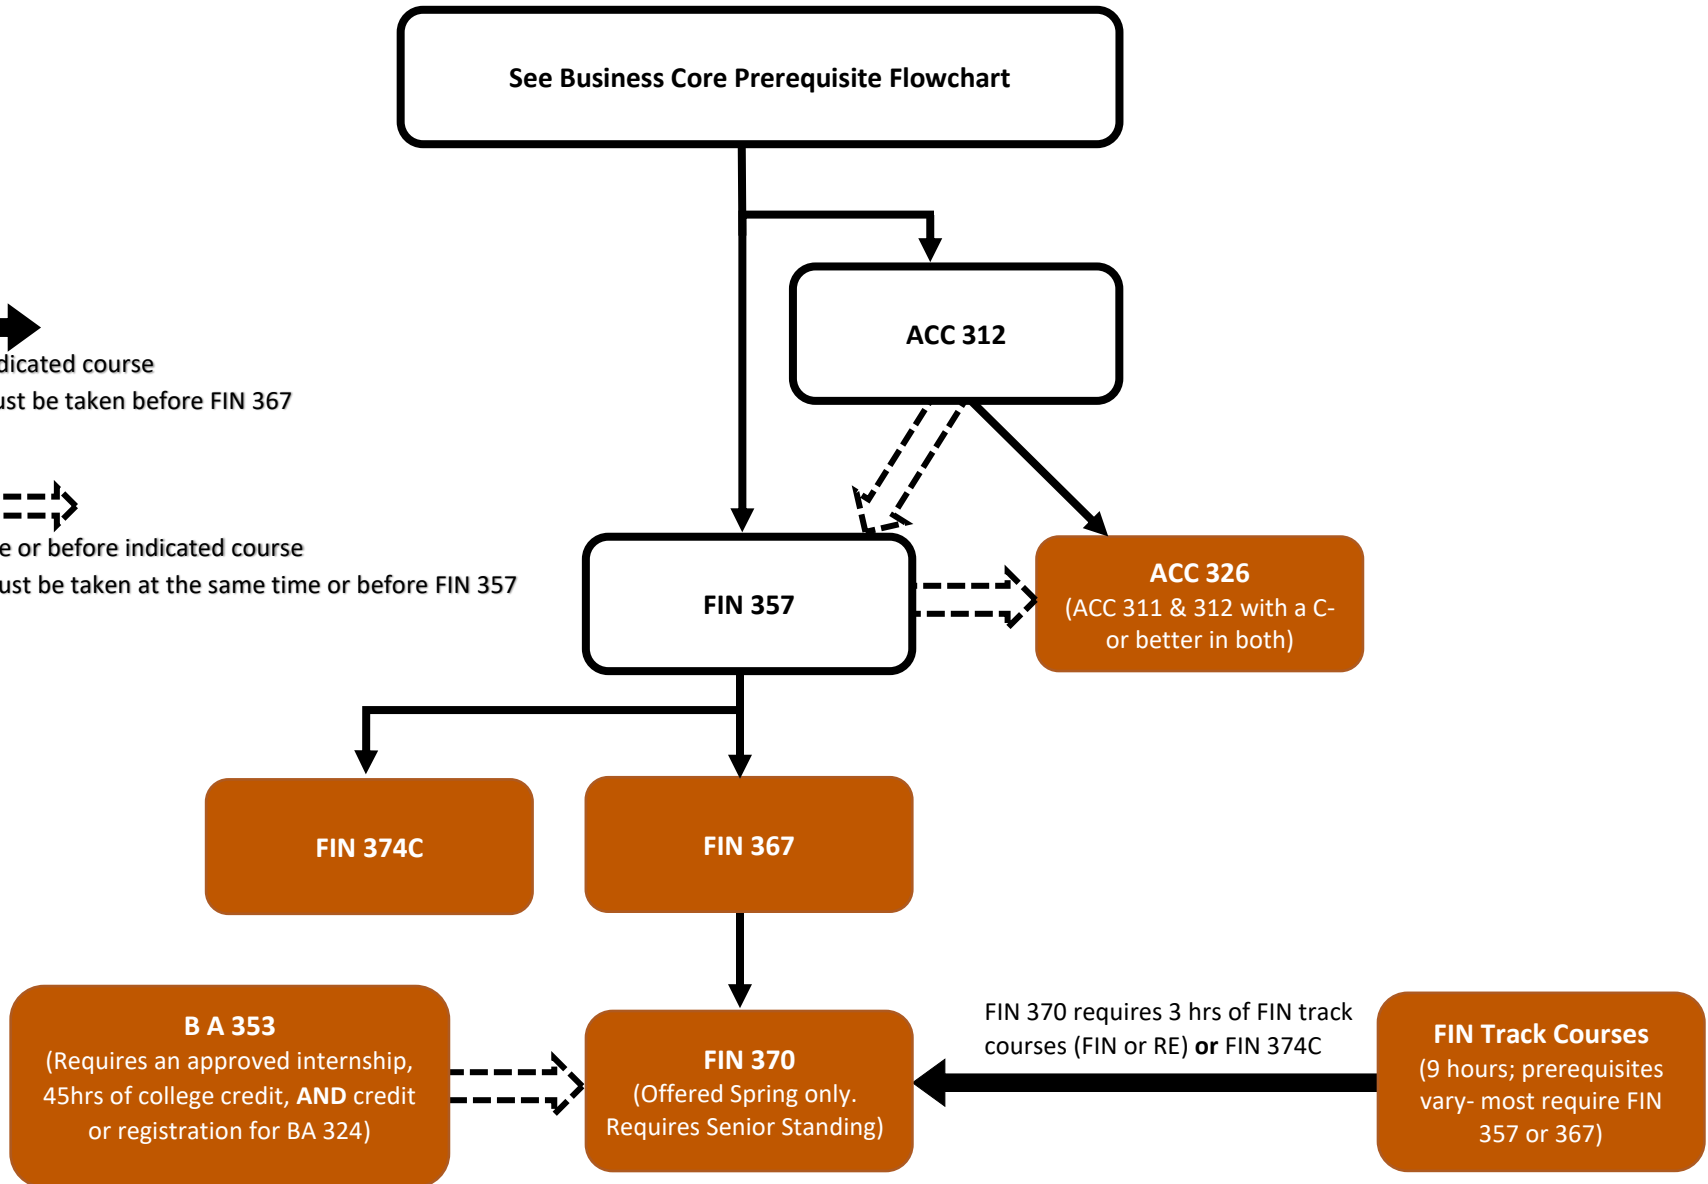 See Business Core Prerequisite Flowchart
ACC 312
course
must be taken before FIN 367
or before indicated course
must be taken at the same time or before FIN 357
FIN 357
ACC 326
(ACC 311 & 312 with a C-
or better in both)
FIN 374C
FIN 367
B A 353
(Requires an approved internship,
45hrs of college credit, AND credit
or registration for BA 324)
FIN 370
(Offered Spring only.
Requires Senior Standing)
FIN 370 requires 3 hrs of FIN track
courses (FIN or RE) or FIN 374C
FIN Track Courses
(9 hours; prerequisites
vary- most require FIN
357 or 367)